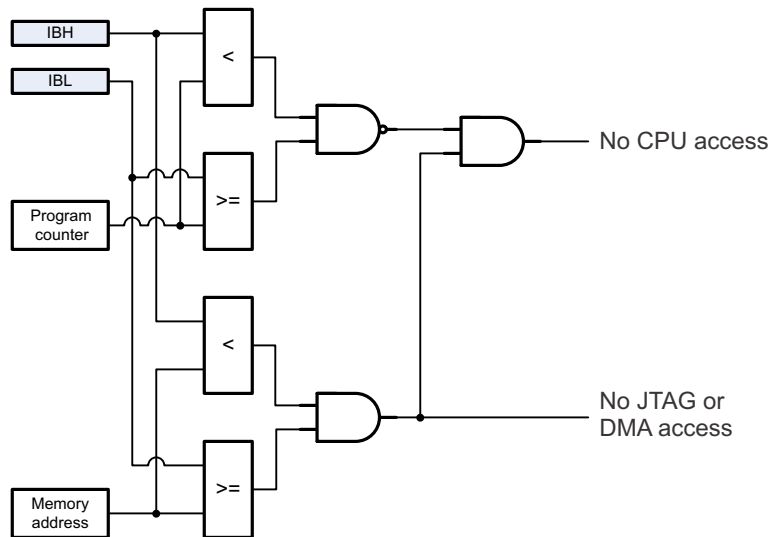 IBH
<
IBL
No CPU access
>=
Program
counter
<
No JTAG or
DMA access
>=
Memory
address